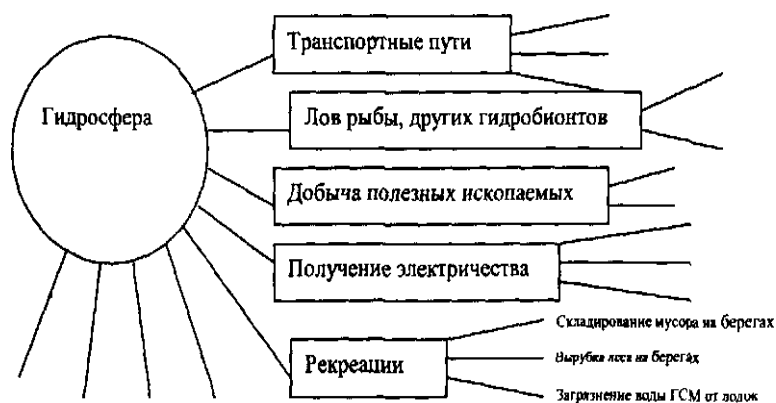 Транспортные пути
Гидросфера
Лов рыбы, других гидробионтов
Добыча полезных ископаемых
Получение электричества
Складирование мусора на берегах
Рекреации
Вырубка леса на берегах
Загрязнение воды ГСМ от лодок